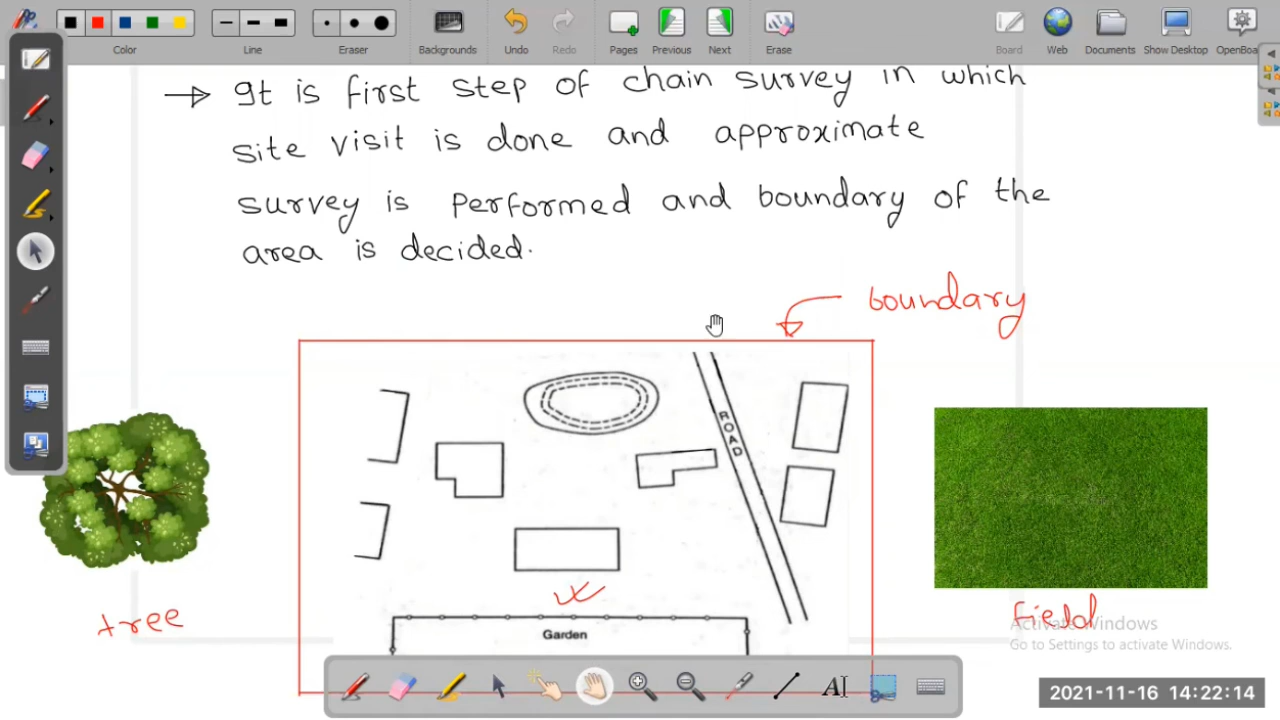 Color
Line
Eraser
Backgrounds
Undo
Redo
Pages
Previous
Next
Erase
Board
Web
Documents
Show Desktop
OpenBoa
→ It is first step of chain survey in which
site visit is done and approximate
survey is performed and boundary of the
area is decided.
boundary
ROAD
tree
Garden
field
Activate Windows
Go to Settings to activate Windows.
AI
2021-11-16 14:22:14